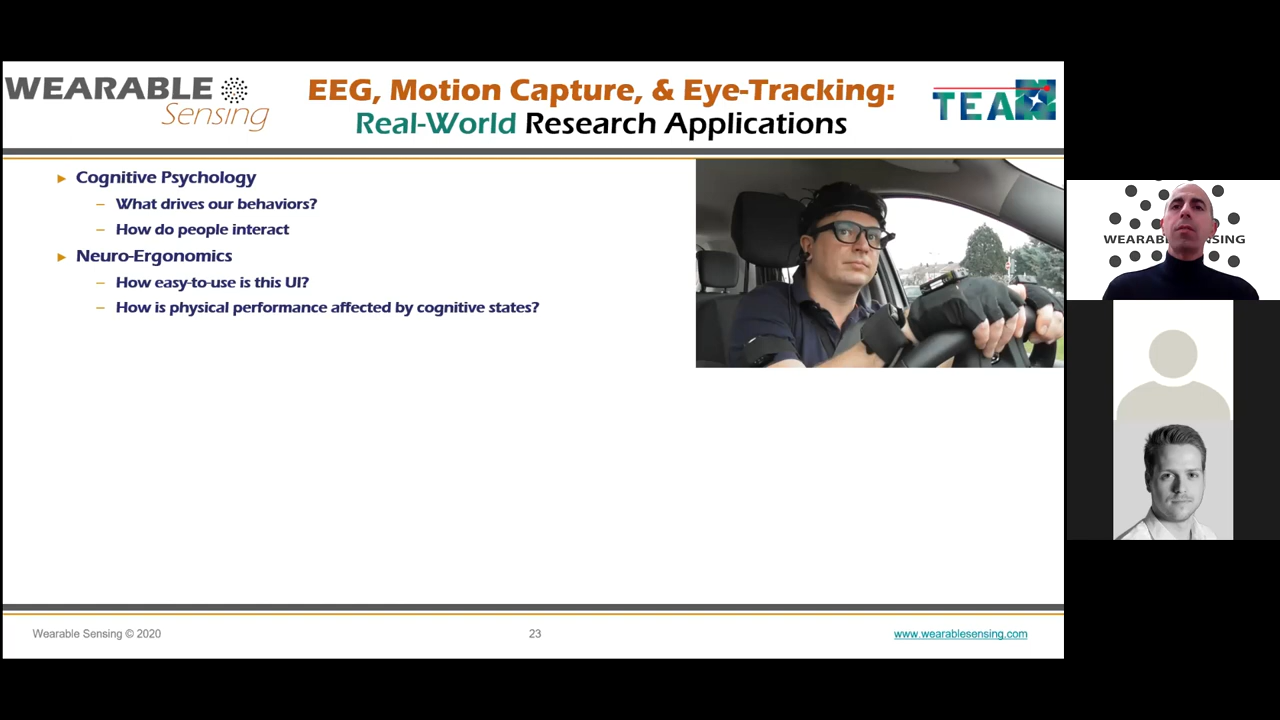 WEARABLE
Sensing
EEG, Motion Capture, & Eye-Tracking:
Real-World Research Applications
TEA
► Cognitive Psychology
– What drives our behaviors?
– How do people interact
► Neuro-Ergonomics
– How easy-to-use is this UI?
– How is physical performance affected by cognitive states?
Wearable Sensing © 2020
23
www.wearablesensing.com